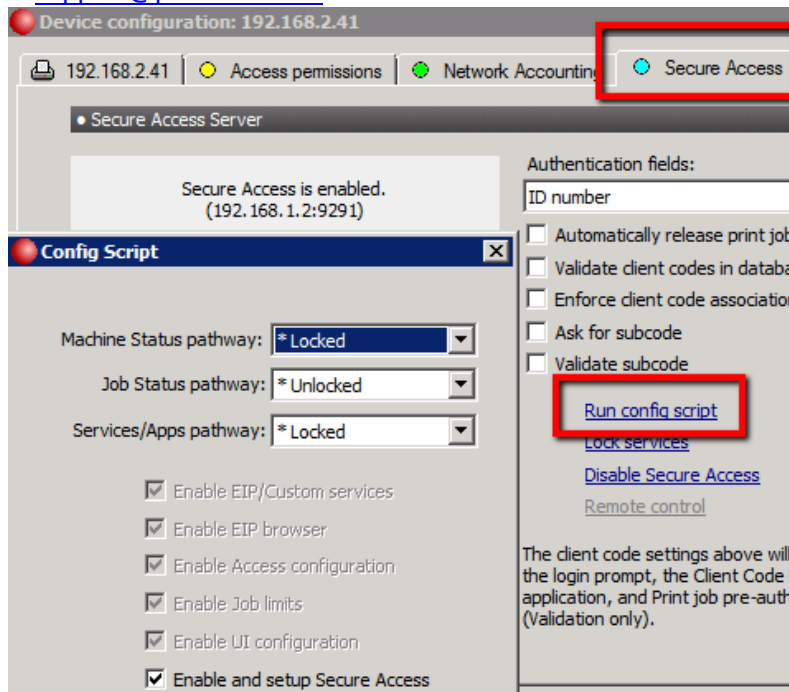 Device configuration: 192.168.2.41
192.168.2.41
Access permissions
Network Accounting
Secure Access
• Secure Access Server
Secure Access is enabled.
(192.168.1.2:9291)
Authentication fields:
ID number
Automatically release print job
Validate client codes in databa
Enforce client code association
Ask for subcode
Validate subcode
Run config script
Lock services
Disable Secure Access
Remote control
The client code settings above will
the login prompt, the Client Code
application, and Print job pre-auth
(Validation only).
Config Script
Machine Status pathway: * Locked
Job Status pathway: * Unlocked
Services/Apps pathway: * Locked
Enable EIP/Custom services
Enable EIP browser
Enable Access configuration
Enable Job limits
Enable UI configuration
Enable and setup Secure Access